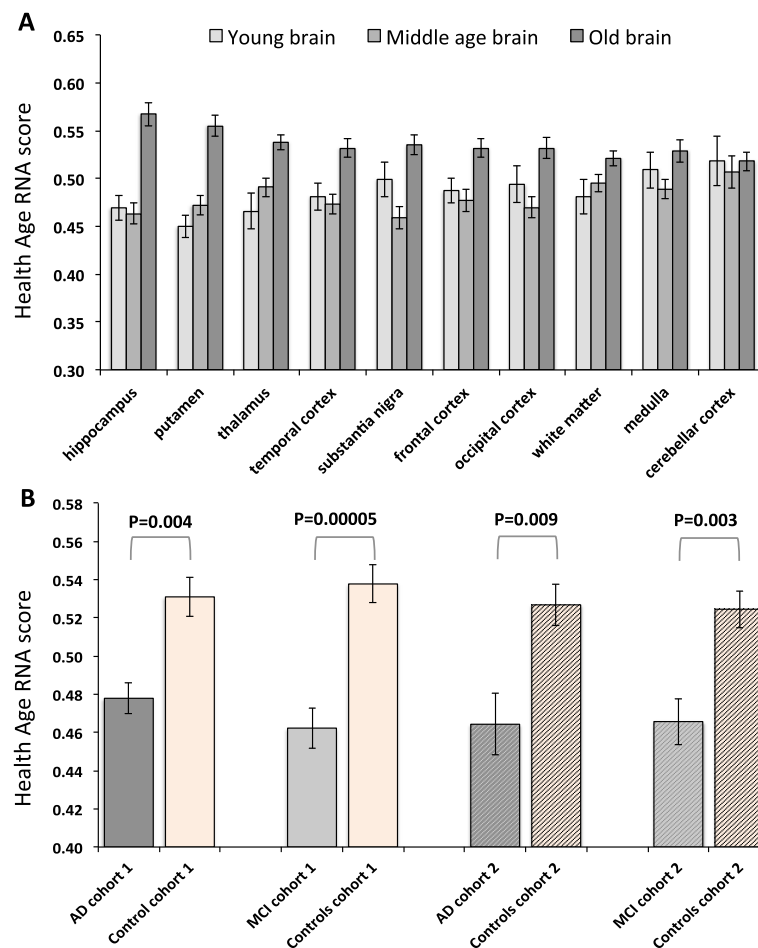 A
Young brain Middle age brain Old brain
Health Age RNA score
0.65
0.60
0.55
0.50
0.45
0.40
0.35
0.30
hippocampus
putamen
thalamus
temporal cortex
substantia nigra
frontal cortex
occipital cortex
white matter
medulla
cerebellar cortex
B
Health Age RNA score
0.58
0.56
0.54
0.52
0.50
0.48
0.46
0.44
0.42
0.40
P=0.004
P=0.00005
P=0.009
P=0.003
AD cohort 1
Control cohort 1
MCI cohort 1
Controls cohort 1
AD cohort 2
Controls cohort 2
MCI cohort 2
Controls cohort 2